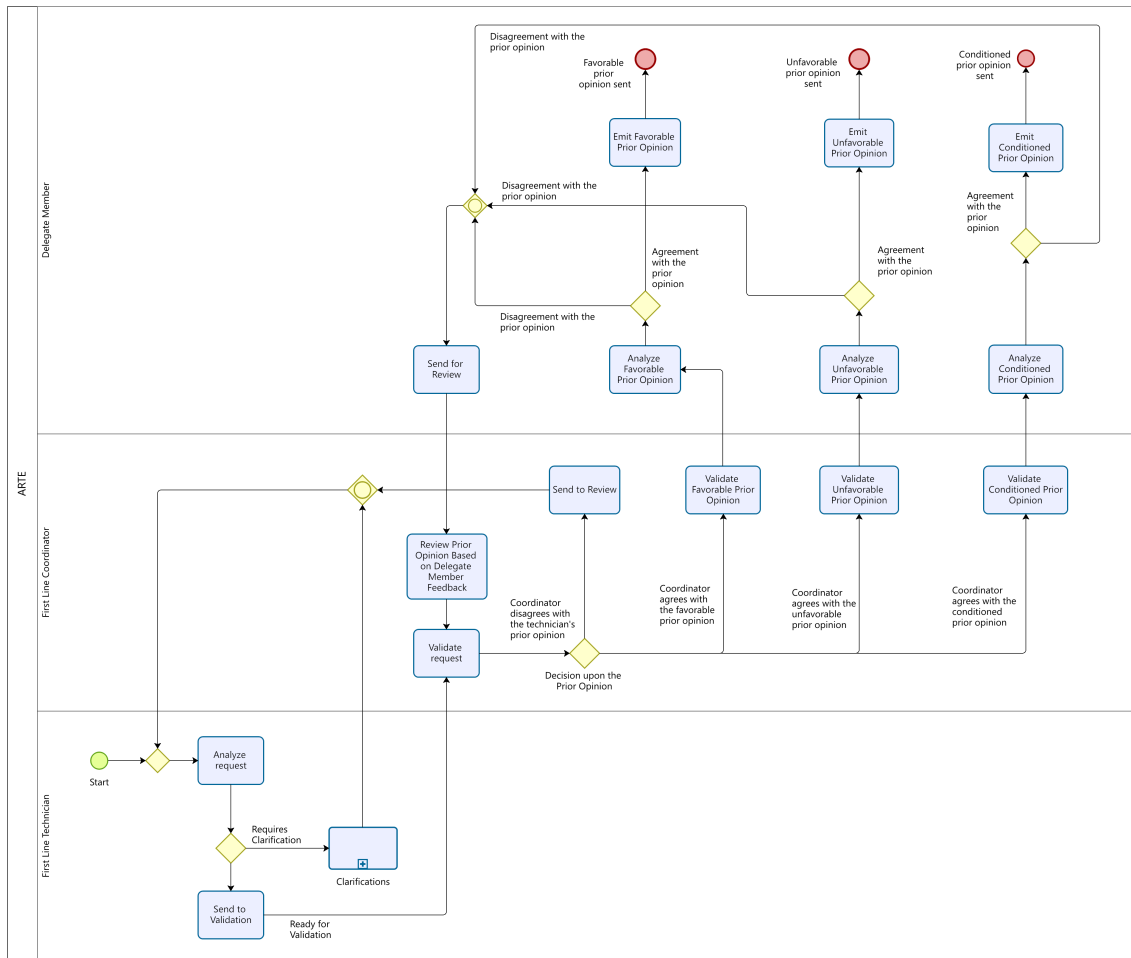 ARTE
Delegate Member
Disagreement with the
prior opinion
Favorable
prior
opinion sent
Unfavorable
prior opinion
sent
Conditioned
prior opinion
sent
Emit Favorable
Prior Opinion
Emit
Unfavorable
Prior Opinion
Emit
Conditioned
Prior Opinion
Disagreement with the
prior opinion
Agreement
with the
prior
opinion
Agreement
with the
prior
opinion
Agreement
with the
prior opinion
Disagreement with the
prior opinion
Send for
Review
Analyze
Favorable
Prior Opinion
Analyze
Unfavorable
Prior Opinion
Analyze
Conditioned
Prior Opinion
First Line Coordinator
Send to Review
Validate
Favorable Prior
Opinion
Validate
Unfavorable
Prior Opinion
Validate
Conditioned Prior
Opinion
Review Prior
Opinion Based
on Delegate
Member
Feedback
Coordinator
disagrees with
the technician's
prior opinion
Coordinator
agrees with
the favorable
prior opinion
Coordinator
agrees with the
unfavorable
prior opinion
Coordinator
agrees with the
conditioned
prior opinion
Validate
request
Decision upon the
Prior Opinion
First Line Technician
Start
Analyze
request
Requires
Clarification
Clarifications
Send to
Validation
Ready for
Validation